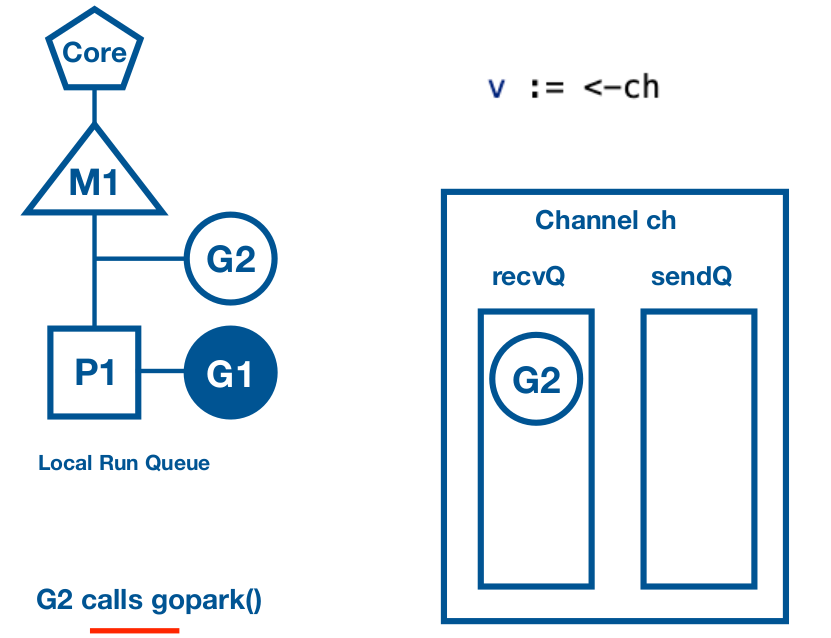 Core
v := <-ch
M1
Channel ch
G2
recvQ
sendQ
P1
G1
G2
Local Run Queue
G2 calls gopark()